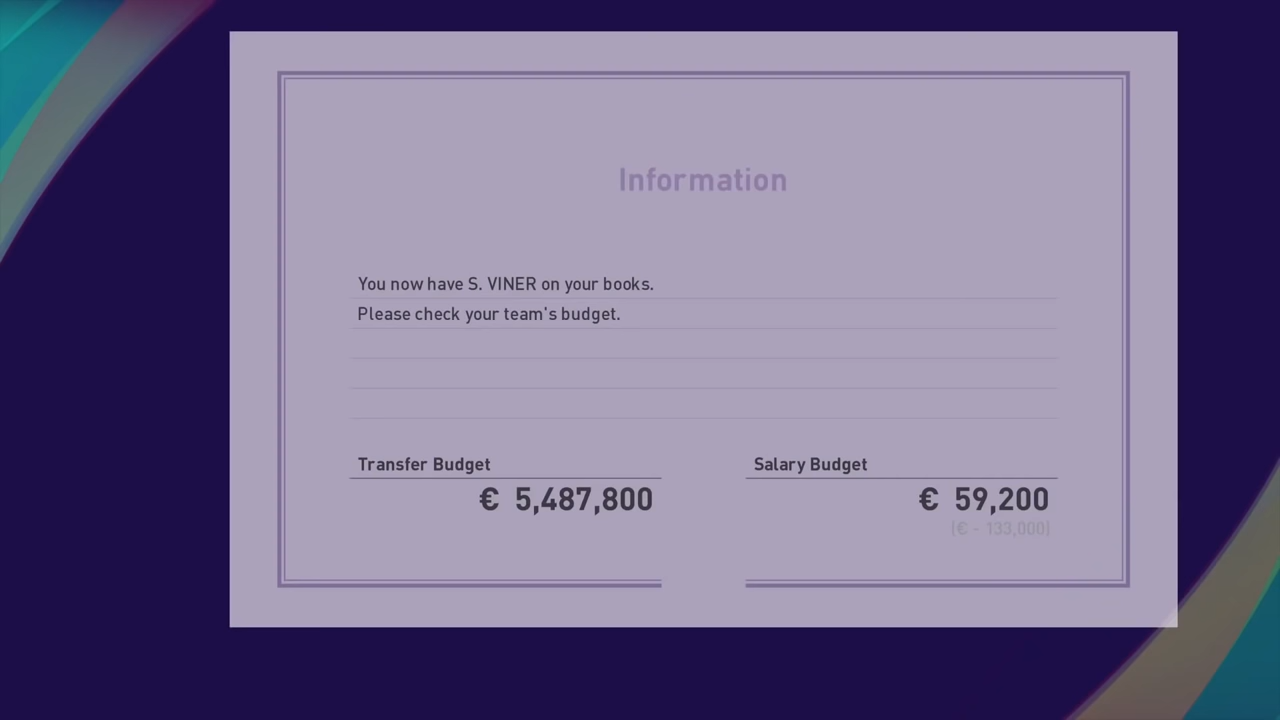 Information
You now have S. VINER on your books.
Please check your team's budget.
Transfer Budget
€ 5,487,800
Salary Budget
€ 59,200
(€ - 133,000)